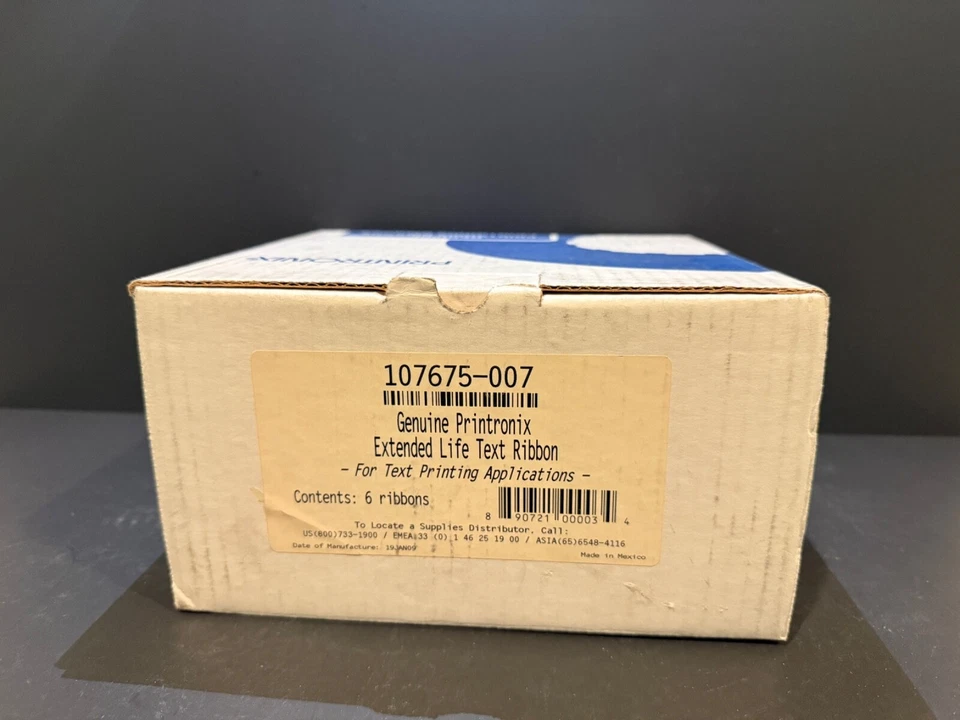 PRINTRONIX
107675-007
Genuine Printronix
Extended Life Text Ribbon
- For Text Printing Applications -
Contents: 6 ribbons
8 90721 00003 4
To Locate a Supplies Distributor, Call:
US(800)733-1900 / EMEA 33 (0) 1 46 25 19 00 / ASIA(65)6548-4116
Date of Manufacture: 19JAN09
Made in Mexico